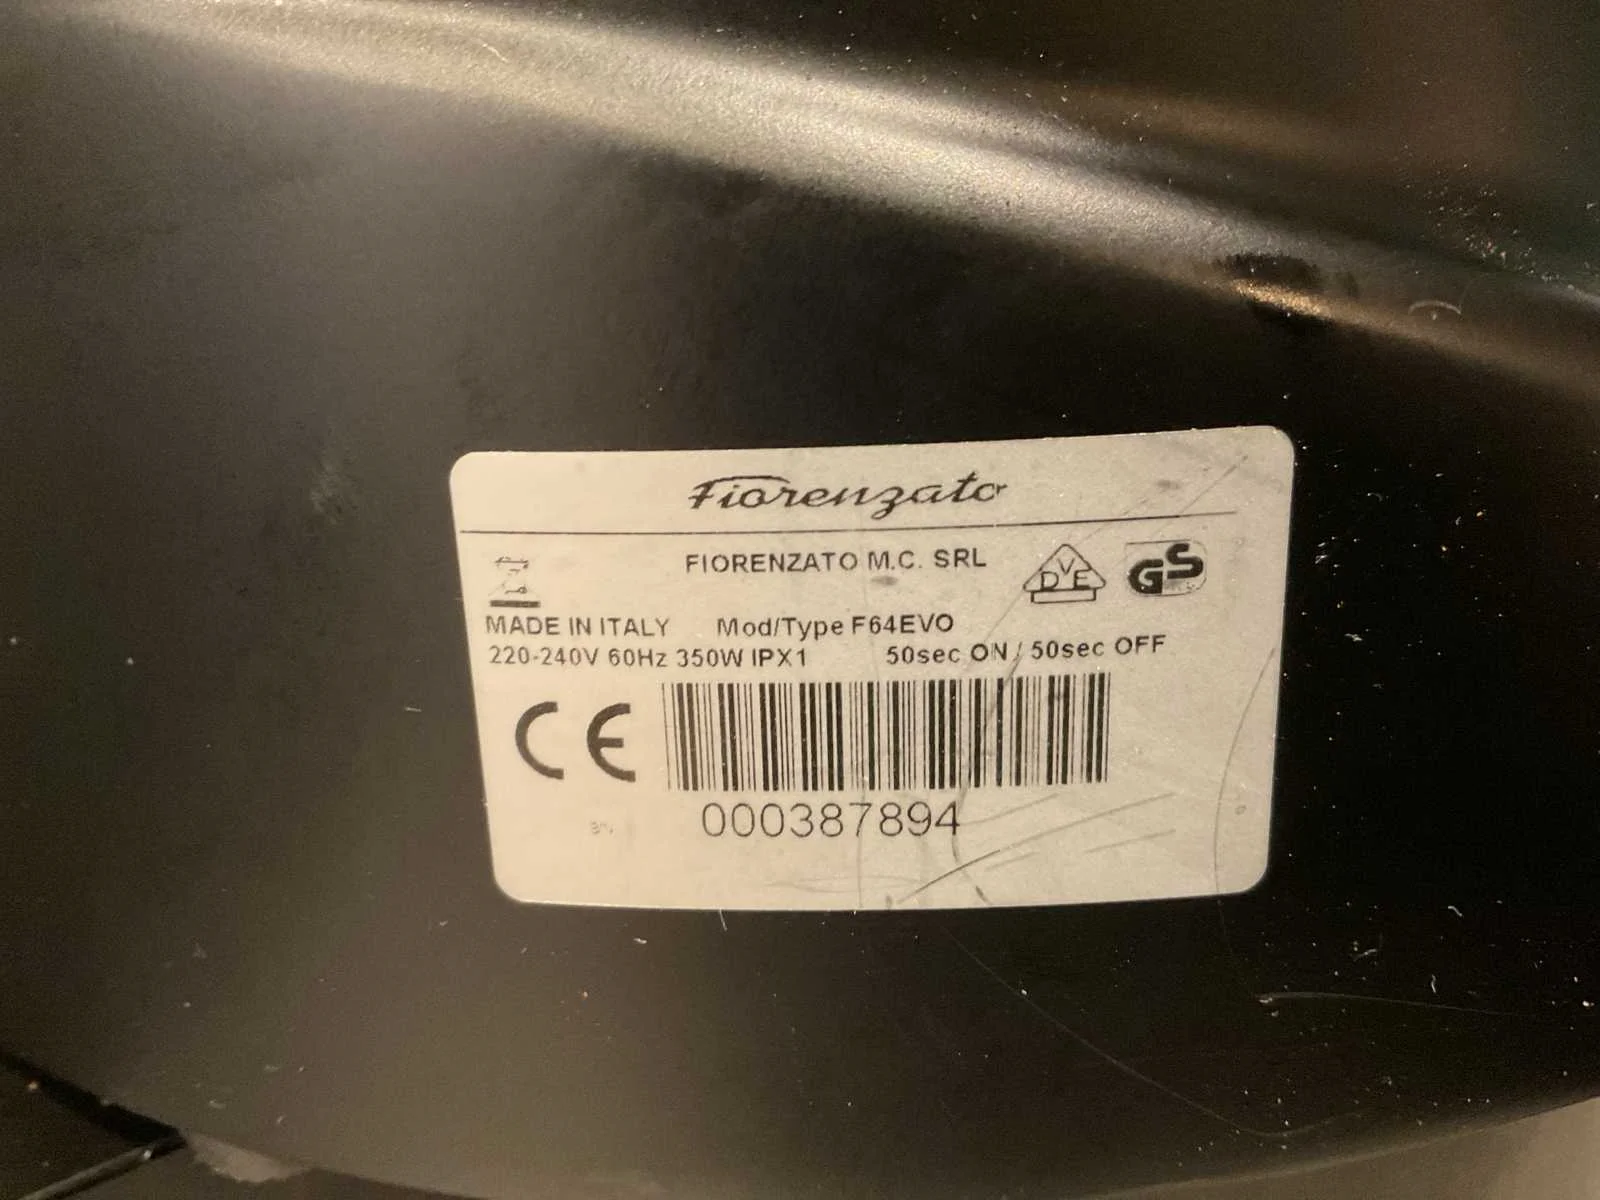 Fiorenzato
FIORENZATO M.C. SRL
DVE
GS
MADE IN ITALY Mod/Type F64EVO
220-240V 60Hz 350W IPX1 50sec ON / 50sec OFF
CE
000387894